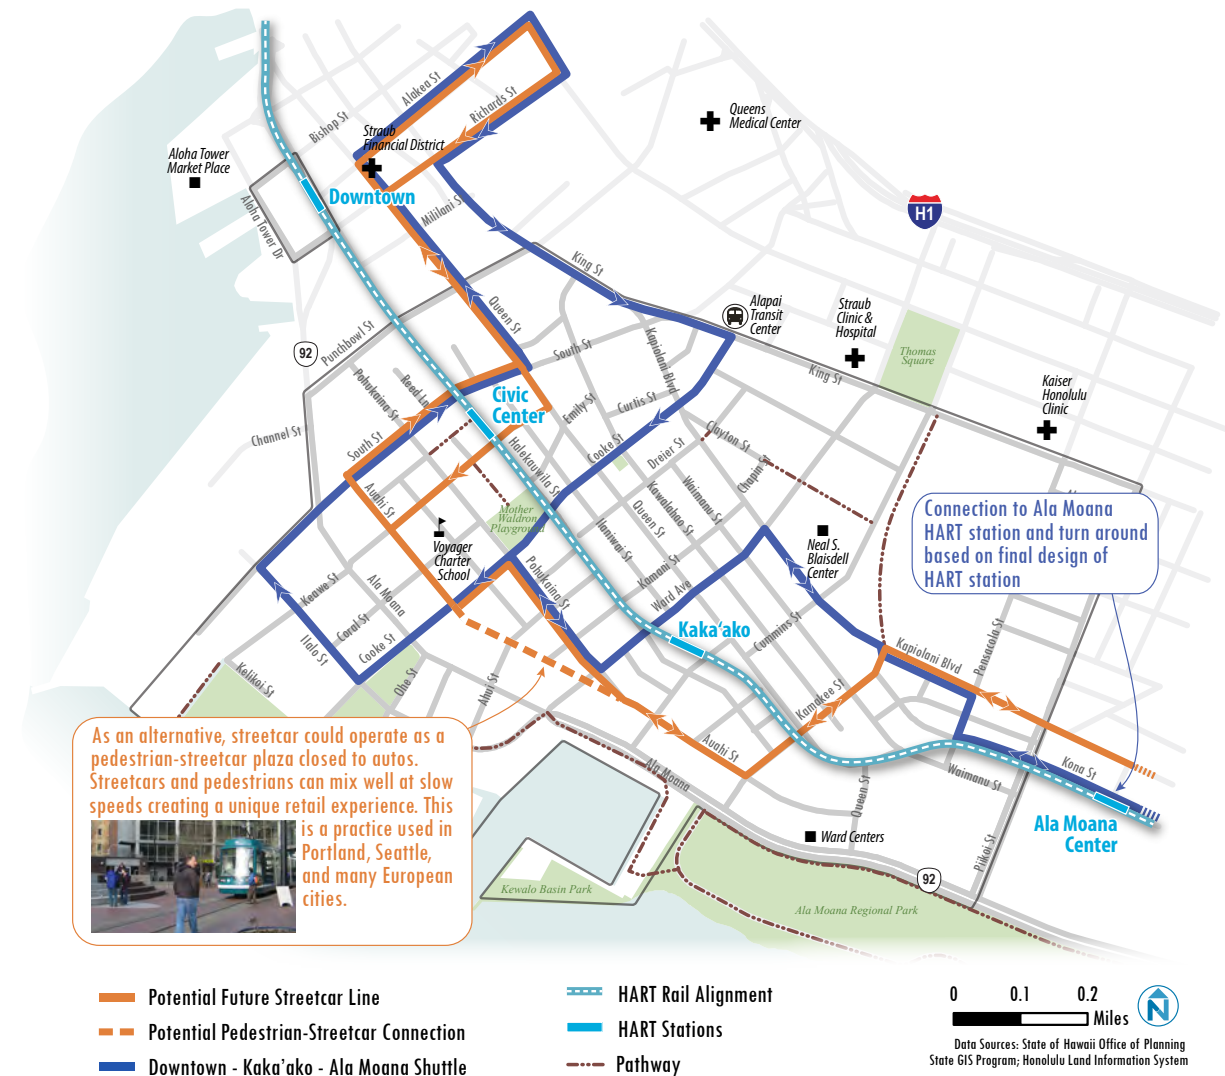 Alakea St
Richards St
Bishop St
Straub
Financial District
Queens
Medical Center
Aloha Tower
Market Place
Downtown
Mililani S
Aloha Tower Dr
H1
King St
Queen St
Alapai
Transit
Center
Straub
Clinic &
Hospital
Thomas
Square
Punchbowl St
92
South St
Kapiolani Blvd
King St
Kaiser
Honolulu
Clinic
Pohukaina St
Reed Ln
Civic
Center
Emily St
Curtis St
Channel St
South St
Halekauwila St
Cooke St
Dreier St
Clayton St
Chapin St
Auahi St
Mother
Waldron
Playground
Waimanu St
Kawaiahao St
Queen St
Ilaniwai St
Connection to Ala Moana
HART station and turn around
based on final design of
HART station
Voyager
Charter
School
Neal S.
Blaisdell
Center
Keawe St
Ala Moana
Pohukaina St
Kamani St
Ward Ave
Coral St
Ilalo St
Cooke St
Kaka‘ako
Cummins St
Kapiolani Blvd
Pensacola St
Kelikoi St
Ohe St
Ahui St
Kamakee St
Auahi St
Ala Moana
Queen St
Waimanu St
Kona St
Ala Moana
Center
Piikoi St
Ward Centers
92
As an alternative, streetcar could operate as a
pedestrian-streetcar plaza closed to autos.
Streetcars and pedestrians can mix well at slow
speeds creating a unique retail experience. This
is a practice used in
Portland, Seattle,
and many European
cities.
Kewalo Basin Park
Ala Moana Regional Park
Potential Future Streetcar Line
Potential Pedestrian-Streetcar Connection
Downtown - Kaka’ako - Ala Moana Shuttle
HART Rail Alignment
HART Stations
Pathway
0 0.1 0.2
Miles
N
Data Sources: State of Hawaii Office of Planning
State GIS Program; Honolulu Land Information System